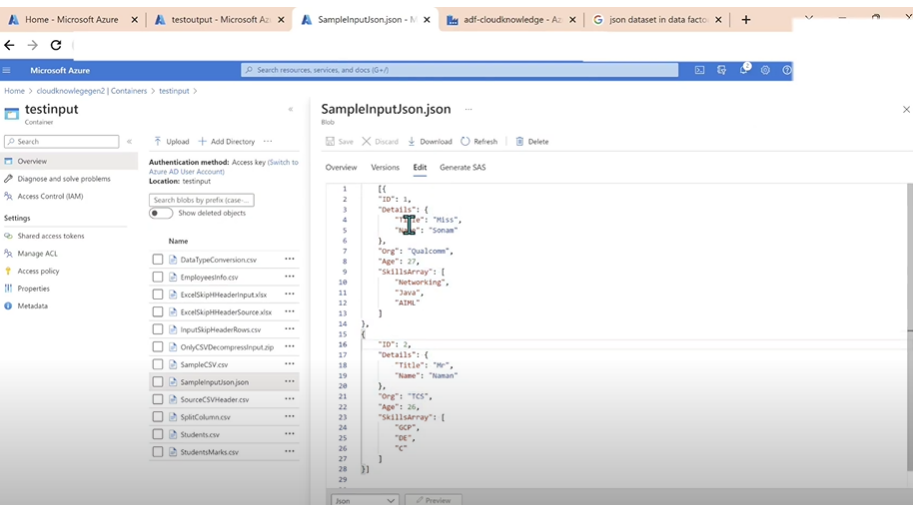 Home - Microsoft Azure
testoutput - Microsoft Az
SampleInputJson.json - M
adf-cloudknowledge - Az
json dataset in data facto
Microsoft Azure
Search resources, services, and docs (G+/)
Home > cloudknowlegegen2 | Containers > testinput >
testinput
Container
Search
Overview
Diagnose and solve problems
Access Control (IAM)
Settings
Shared access tokens
Manage ACL
Access policy
Properties
Metadata
Upload + Add Directory ...
Authentication method: Access key (Switch to
Azure AD User Account)
Location: testinput
Search blobs by prefix (case-...
Show deleted objects
Name
DataTypeConversion.csv
EmployeesInfo.csv
ExcelSkipHHeaderInput.xlsx
ExcelSkipHHeaderSource.xlsx
InputSkipHeaderRows.csv
OnlyCSVDecompressInput.zip
SampleCSV.csv
SampleInputJson.json
SourceCSVHeader.csv
SplitColumn.csv
Students.csv
StudentsMarks.csv
SampleInputJson.json ...
Blob
Save Discard Download Refresh Delete
Overview Versions Edit Generate SAS
1 [{
2 "ID": 1,
3 "Details": {
4 "Title": "Miss",
5 "Name": "Sonam"
6 },
7 "Org": "Qualcomm",
8 "Age": 27,
9 "SkillsArray": [
10 "Networking",
11 "Java",
12 "AIML"
13 ]
14 },
15 {
16 "ID": 2,
17 "Details": {
18 "Title": "Mr",
19 "Name": "Naman"
20 },
21 "Org": "TCS",
22 "Age": 26,
23 "SkillsArray": [
24 "GCP",
25 "DE",
26 "C"
27 ]
28 }]
29
Json
Preview